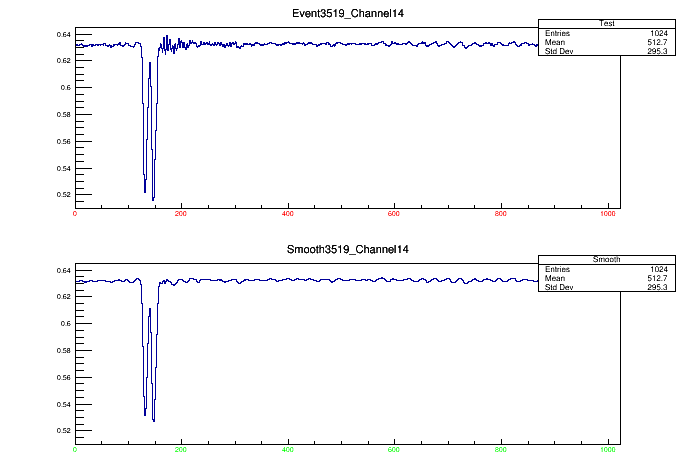 Event3519_Channel14
Test
Entries 1024
Mean 512.7
Std Dev 295.3
0.64
0.62
0.6
0.58
0.56
0.54
0.52
0 200 400 600 800 1000
Smooth3519_Channel14
Smooth
Entries 1024
Mean 512.7
Std Dev 295.3
0.64
0.62
0.6
0.58
0.56
0.54
0.52
0 200 400 600 800 1000